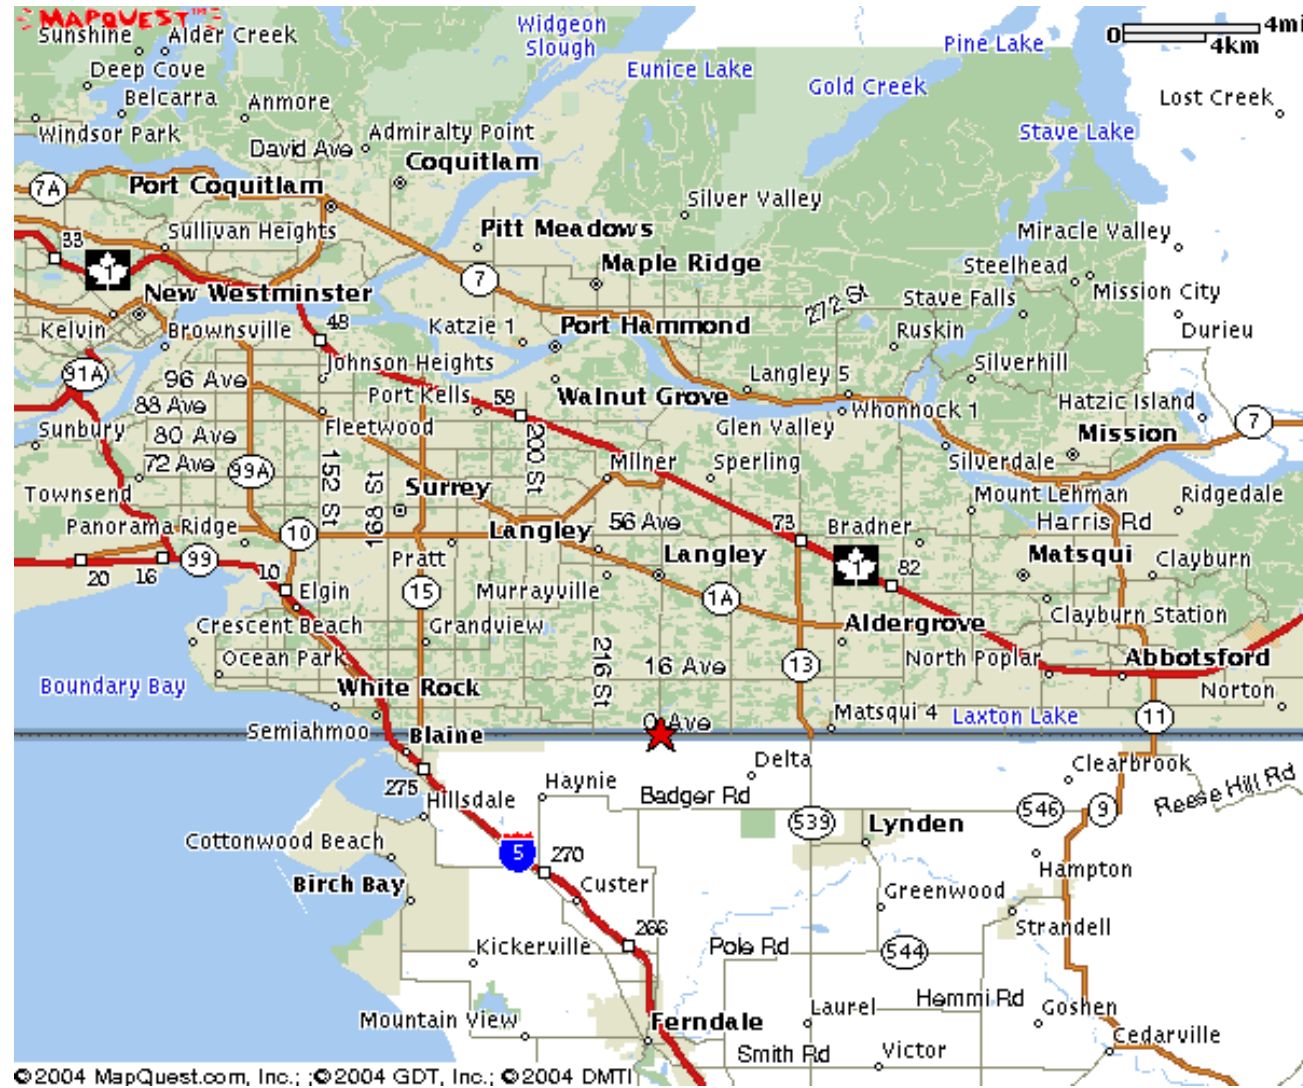 MAPQUEST
Sunshine
Alder Creek
Widgeon
Slough
Pine Lake
0
4mi
4km
Deep Cove
Eunice Lake
Gold Creek
Belcarra
Anmore
Lost Creek
Windsor Park
Admiralty Point
Stave Lake
David Ave
Coquitlam
7A
Port Coquitlam
Silver Valley
33
Sullivan Heights
Pitt Meadows
Miracle Valley
1
7
Maple Ridge
Steelhead
New Westminster
272 St
Stave Falls
Mission City
Kelvin
Brownsville
48
Katzie 1
Port Hammond
Ruskin
Durieu
91A
96 Ave
Johnson Heights
Langley 5
Silverhill
88 Ave
Port Kells
58
Walnut Grove
Whonnock 1
Hatzic Island
7
Sunbury
80 Ave
Fleetwood
Glen Valley
Mission
72 Ave
99A
152 St
168 St
200 St
Milner
Sperling
Silverdale
Townsend
Surrey
Mount Lehman
Ridgedale
Panorama Ridge
10
Langley
56 Ave
73
Bradner
Harris Rd
20
16
99
10
Pratt
Langley
1
82
Matsqui
Clayburn
Elgin
15
Murrayville
1A
Crescent Beach
Grandview
Aldergrove
Clayburn Station
Ocean Park
216 St
16 Ave
13
North Poplar
Abbotsford
Boundary Bay
White Rock
Norton
Semiahmoo
Blaine
0 Ave
Matsqui 4
Laxton Lake
11
275
Haynie
Delta
Clearbrook
Hillsdale
Badger Rd
Reese Hill Rd
539
546
9
Cottonwood Beach
5
270
Lynden
Birch Bay
Custer
Hampton
Greenwood
266
Strandell
Kickerville
Pole Rd
544
Mountain View
Ferndale
Laurel
Hemmi Rd
Goshen
Smith Rd
Victor
Cedarville
©2004 MapQuest.com, Inc.; ;©2004 GDT, Inc.; ©2004 DMTI